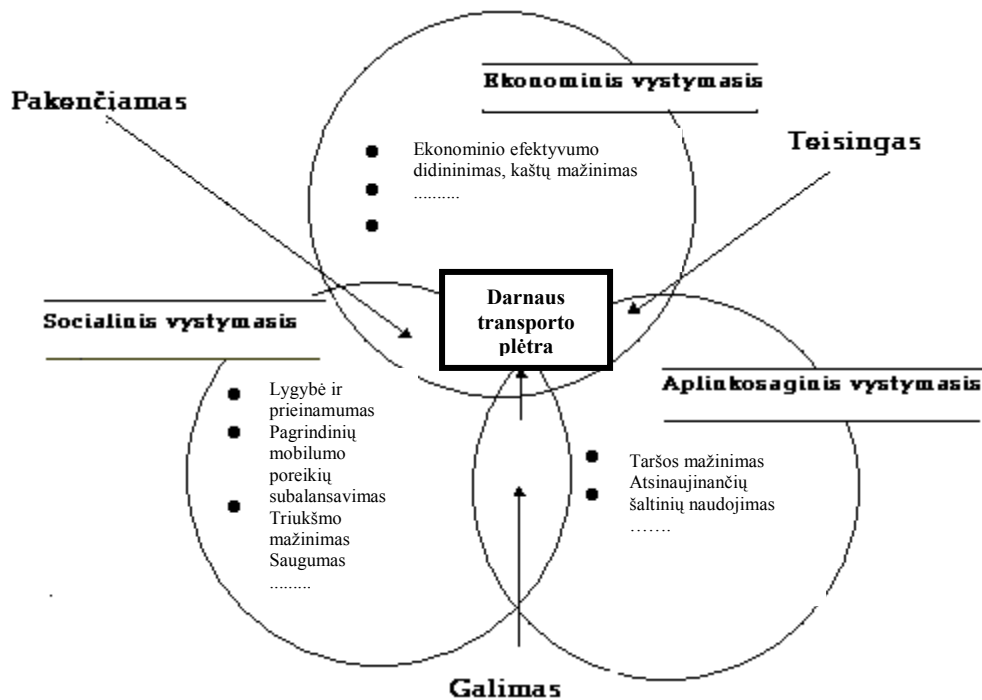 Ekonominis vystymasis
Pakenčiamas
Teisingas
Ekonominio efektyvumo
didininimas, kaštų mažinimas
..........
Darnaus
transporto
plėtra
Socialinis vystymasis
Aplinkosaginis vystymasis
Lygybė ir
prieinamumas
Pagrindinių
mobilumo
poreikių
subalansavimas
Triukšmo
mažinimas
Saugumas
.........
Taršos mažinimas
Atsinaujinančių
šaltinių naudojimas
…….
Galimas